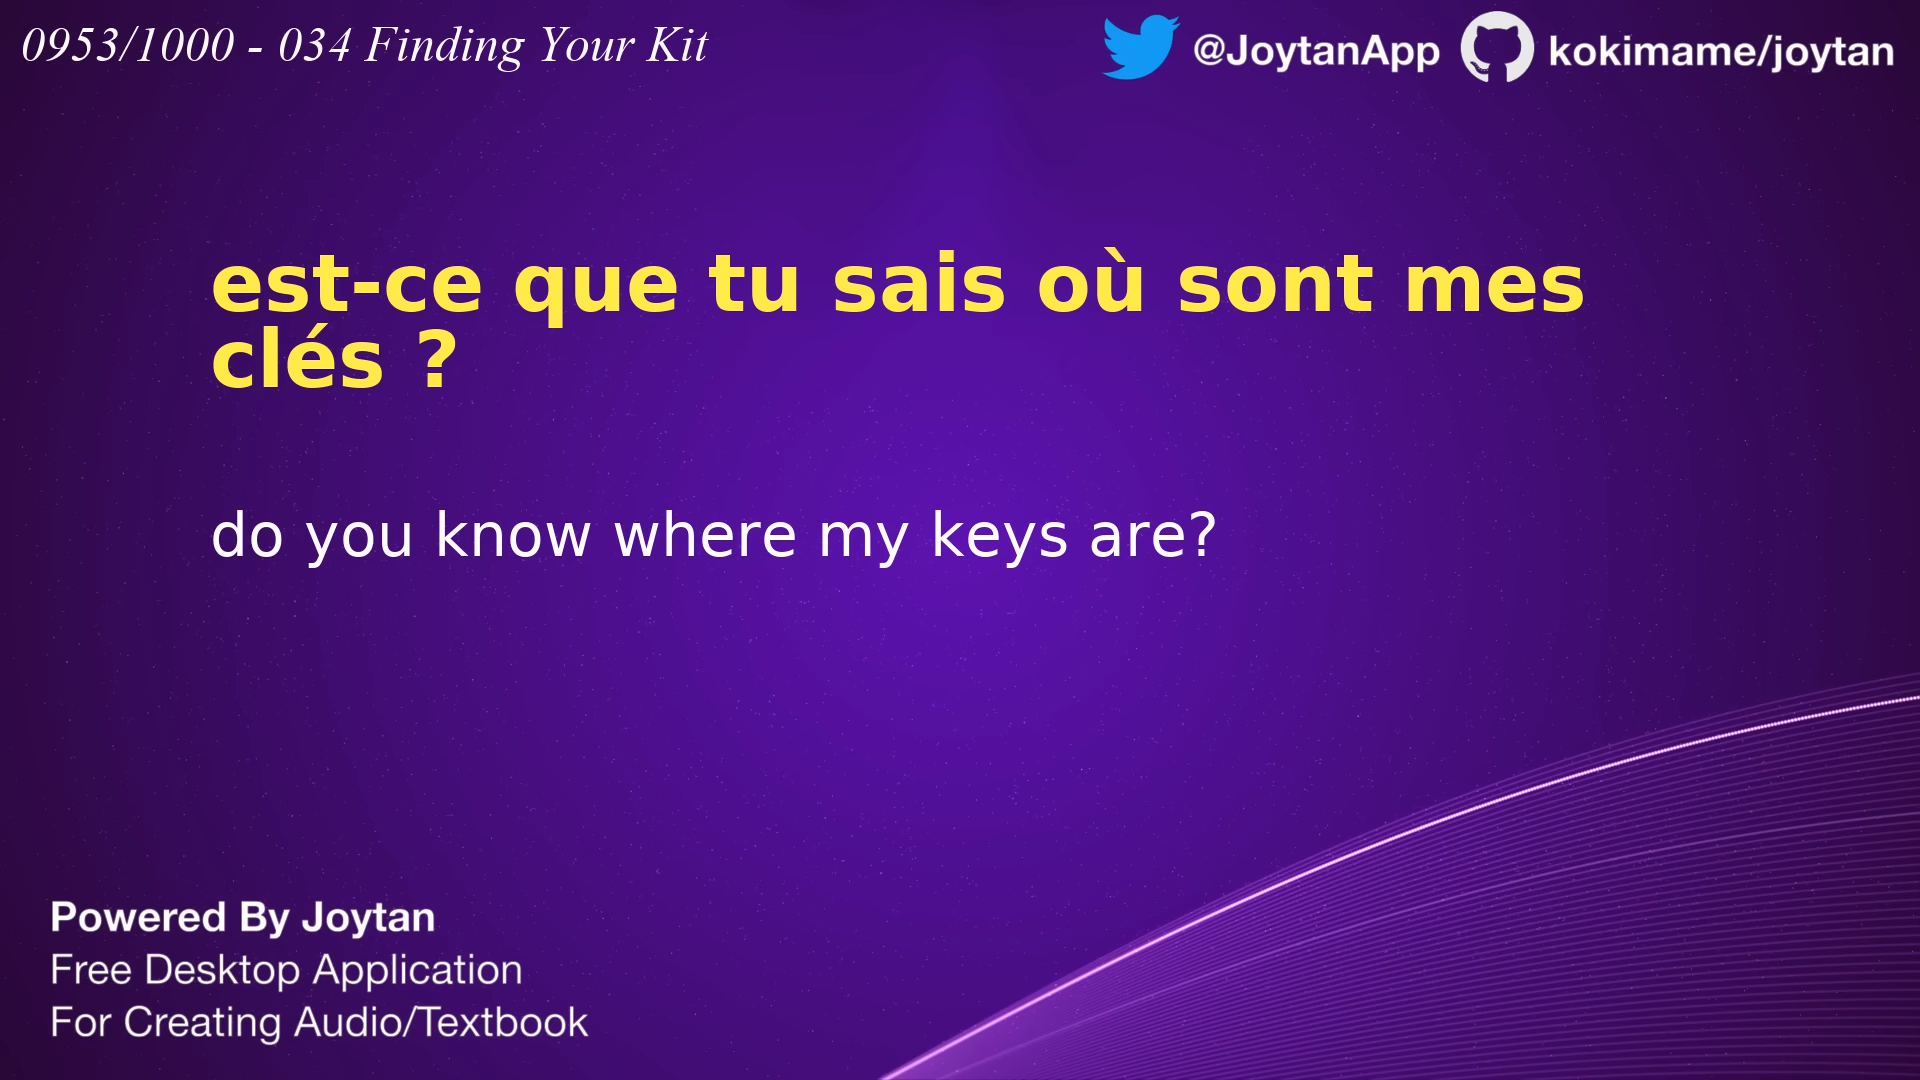 0953/1000 - 034 Finding Your Kit
@JoytanApp
kokimame/joytan
est-ce que tu sais où sont mes
clés ?
do you know where my keys are?
Powered By Joytan
Free Desktop Application
For Creating Audio/Textbook